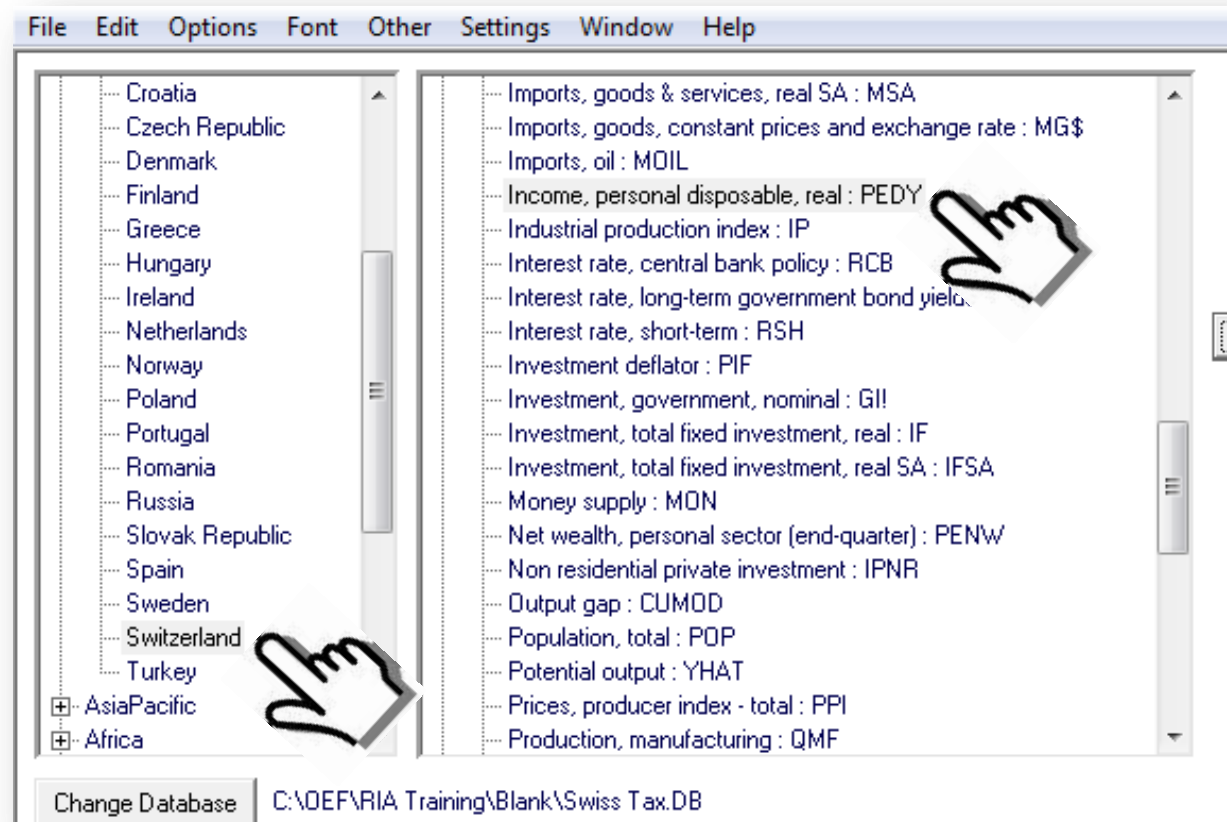 File Edit Options Font Other Settings Window Help
Croatia
Czech Republic
Denmark
Finland
Greece
Hungary
Ireland
Netherlands
Norway
Poland
Portugal
Romania
Russia
Slovak Republic
Spain
Sweden
Switzerland
Turkey
AsiaPacific
Africa
Imports, goods & services, real SA : MSA
Imports, goods, constant prices and exchange rate : MG$
Imports, oil : MOIL
Income, personal disposable, real : PEDY
Industrial production index : IP
Interest rate, central bank policy : RCB
Interest rate, long-term government bond yield
Interest rate, short-term : RSH
Investment deflator : PIF
Investment, government, nominal : GI!
Investment, total fixed investment, real : IF
Investment, total fixed investment, real SA : IFSA
Money supply : MON
Net wealth, personal sector (end-quarter) : PENW
Non residential private investment : IPNR
Output gap : CUMOD
Population, total : POP
Potential output : YHAT
Prices, producer index - total : PPI
Production, manufacturing : QMF
Change Database C:\OEF\RIA Training\Blank\Swiss Tax.DB